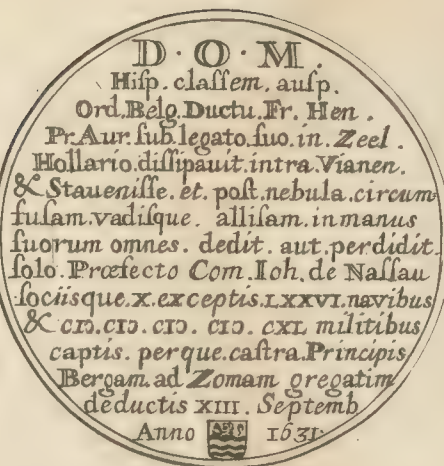 D·O·M.
Hiſp. claſſem. auſp.
Ord. Belg. Ductu. Fr. Hen.
Pr. Aur. ſub. legato. ſuo. in. Zeel.
Hollario. diſſipauit. intra. Vianen.
& Staueniſſe. et. poſt. nebula. circum
fuſam. vadiſque. alliſam. in manus
ſuorum omnes. dedit. aut. perdidit
ſolo. Præfecto Com. Ioh. de Naſſau
ſociisque. X. exceptis. LXXVI. navibus
& cIↄ. cIↄ. cIↄ. cIↄ. CXL militibus
captis. perque. caſtra. Principis
Bergam. ad Zomam gregatim
deductis XIII. Septemb
Anno 1631